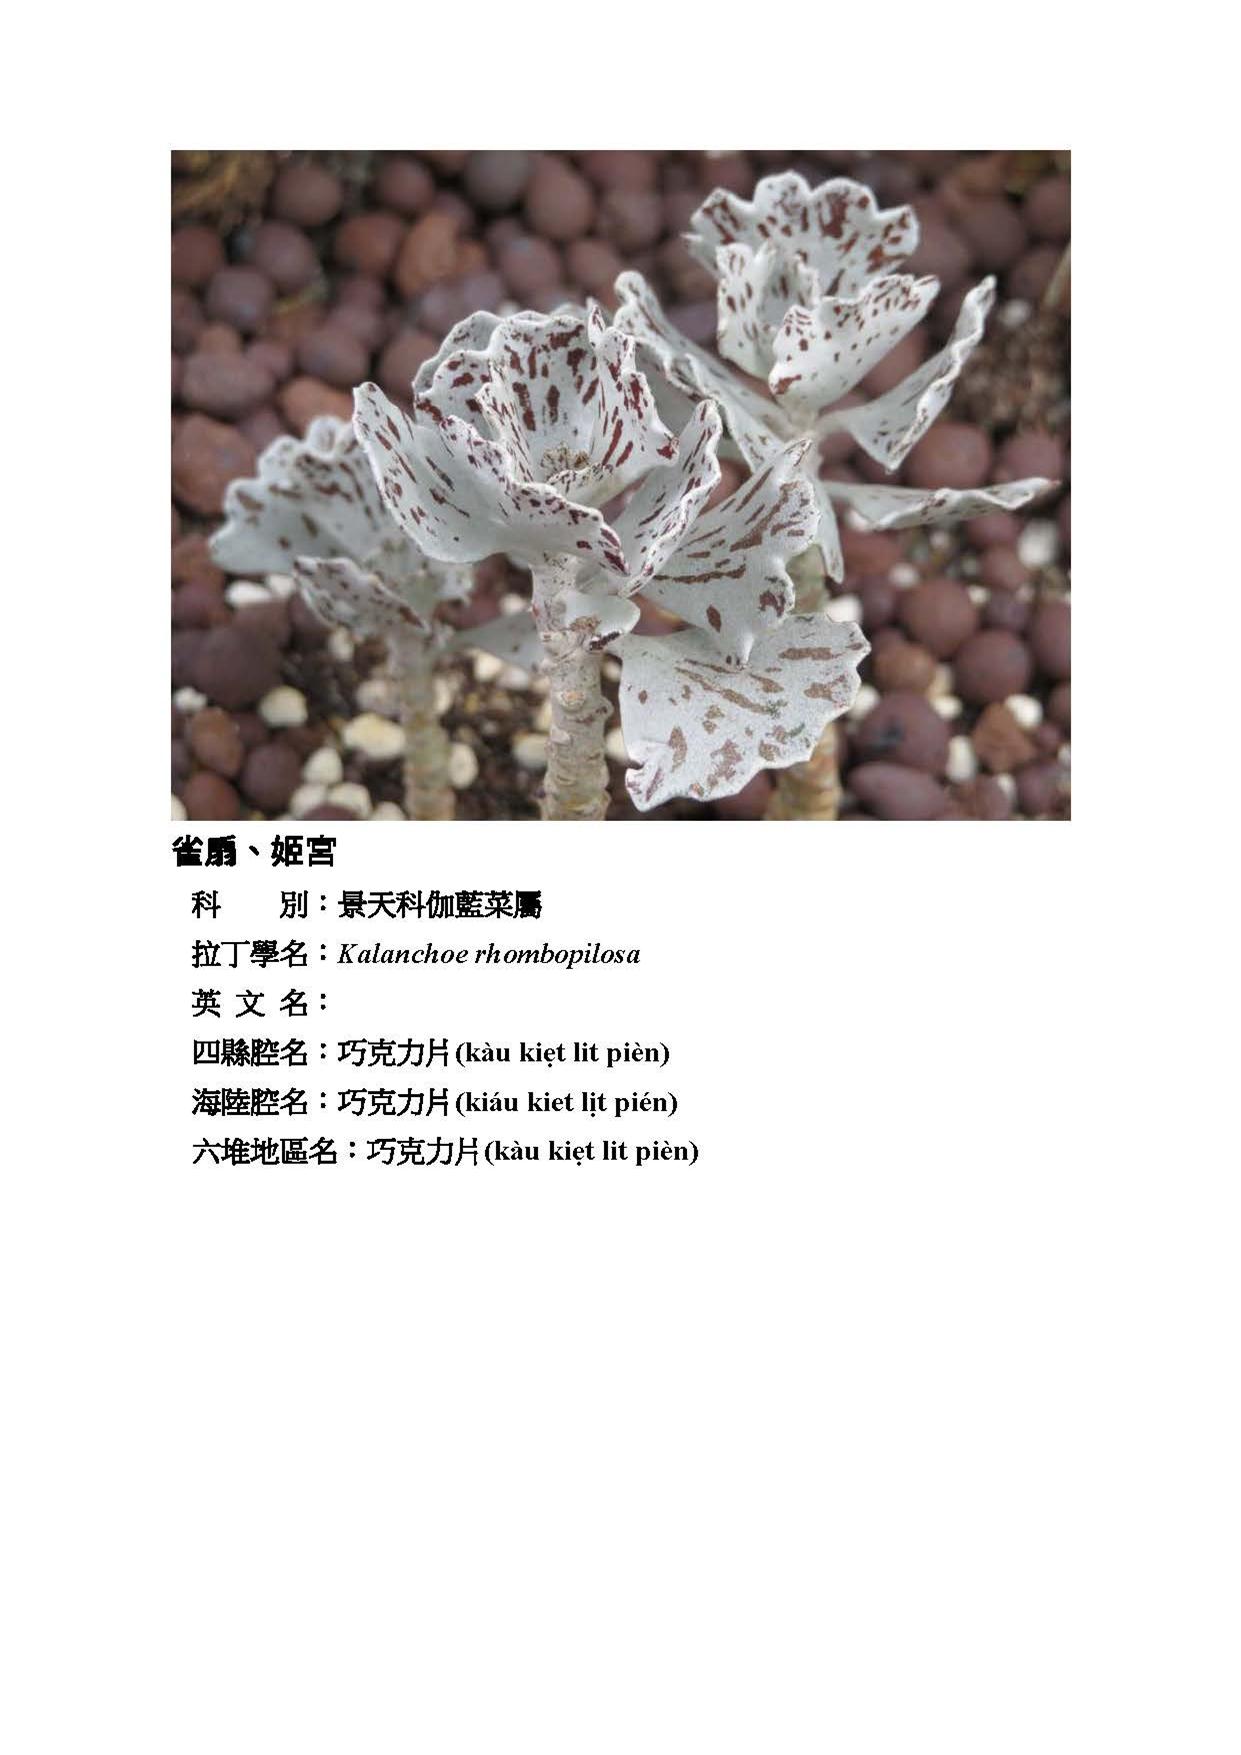 雀扇、姬宮
科　　別：景天科伽藍菜屬
拉丁學名：Kalanchoe rhombopilosa
英 文 名：
四縣腔名：巧克力片(kàu kiẹt lit pièn)
海陸腔名：巧克力片(kiáu kiet lịt pién)
六堆地區名：巧克力片(kàu kiẹt lit pièn)